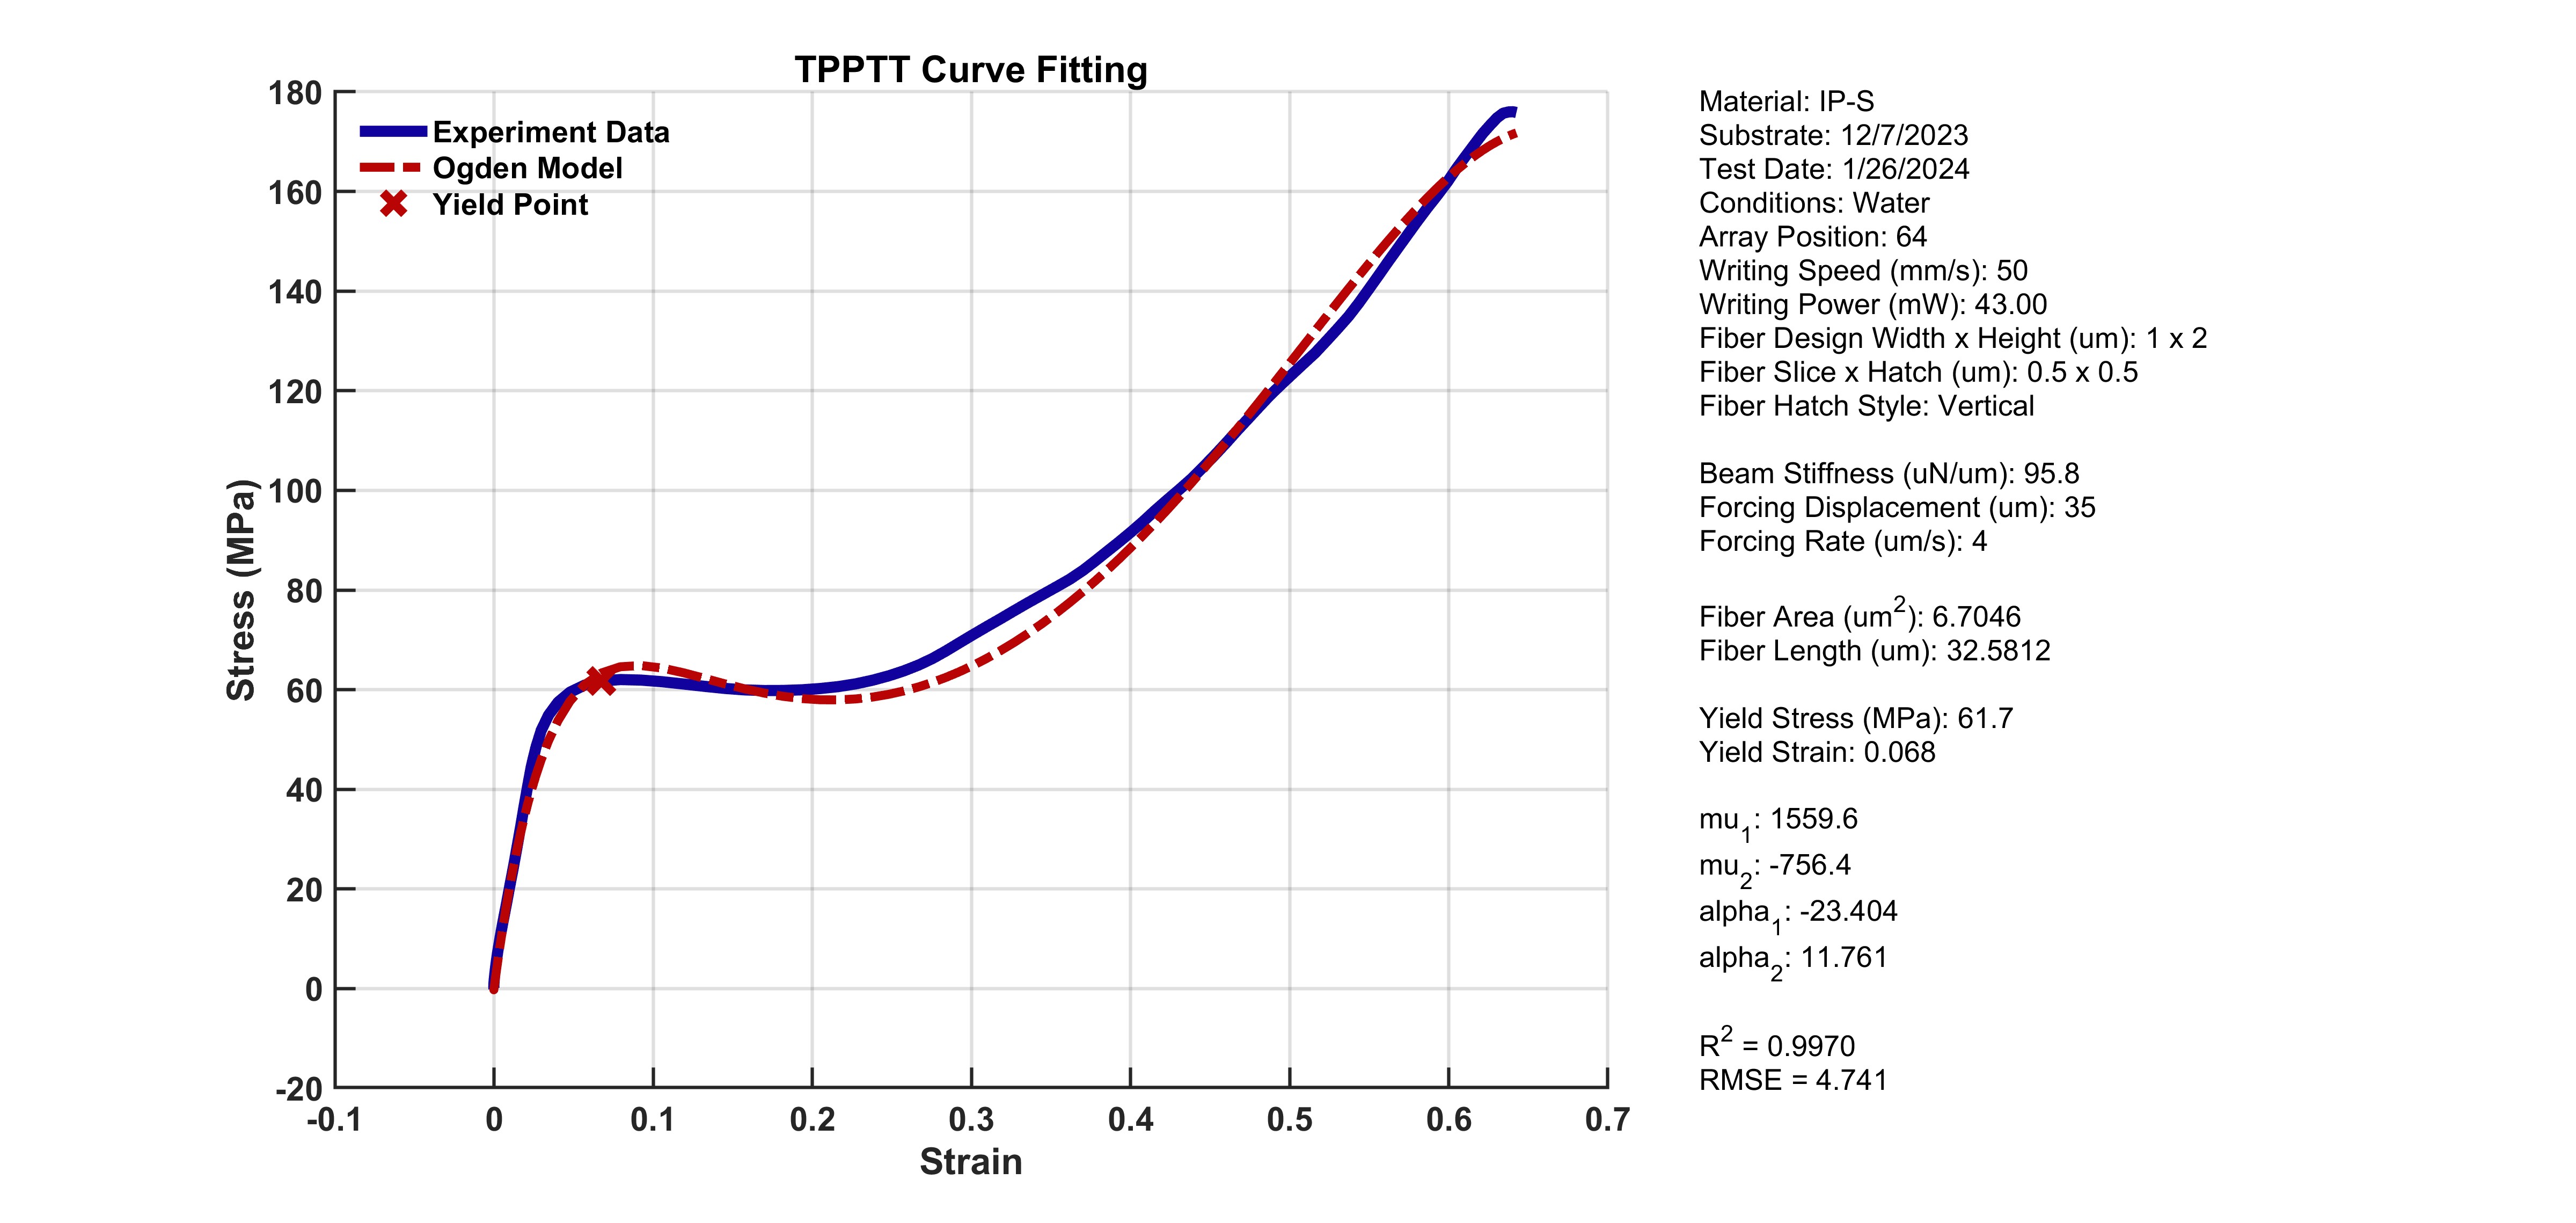 TPPTT Curve Fitting
180
160
140
120
100
80
60
40
20
0
-20
Stress (MPa)
Experiment Data
Ogden Model
Yield Point
-0.1
0
0.1
0.2
0.3
0.4
0.5
0.6
0.7
Strain
Material: IP-S
Substrate: 12/7/2023
Test Date: 1/26/2024
Conditions: Water
Array Position: 64
Writing Speed (mm/s): 50
Writing Power (mW): 43.00
Fiber Design Width x Height (um): 1 x 2
Fiber Slice x Hatch (um): 0.5 x 0.5
Fiber Hatch Style: Vertical
Beam Stiffness (uN/um): 95.8
Forcing Displacement (um): 35
Forcing Rate (um/s): 4
Fiber Area (um²): 6.7046
Fiber Length (um): 32.5812
Yield Stress (MPa): 61.7
Yield Strain: 0.068
mu₁: 1559.6
mu₂: -756.4
alpha₁: -23.404
alpha₂: 11.761
R² = 0.9970
RMSE = 4.741